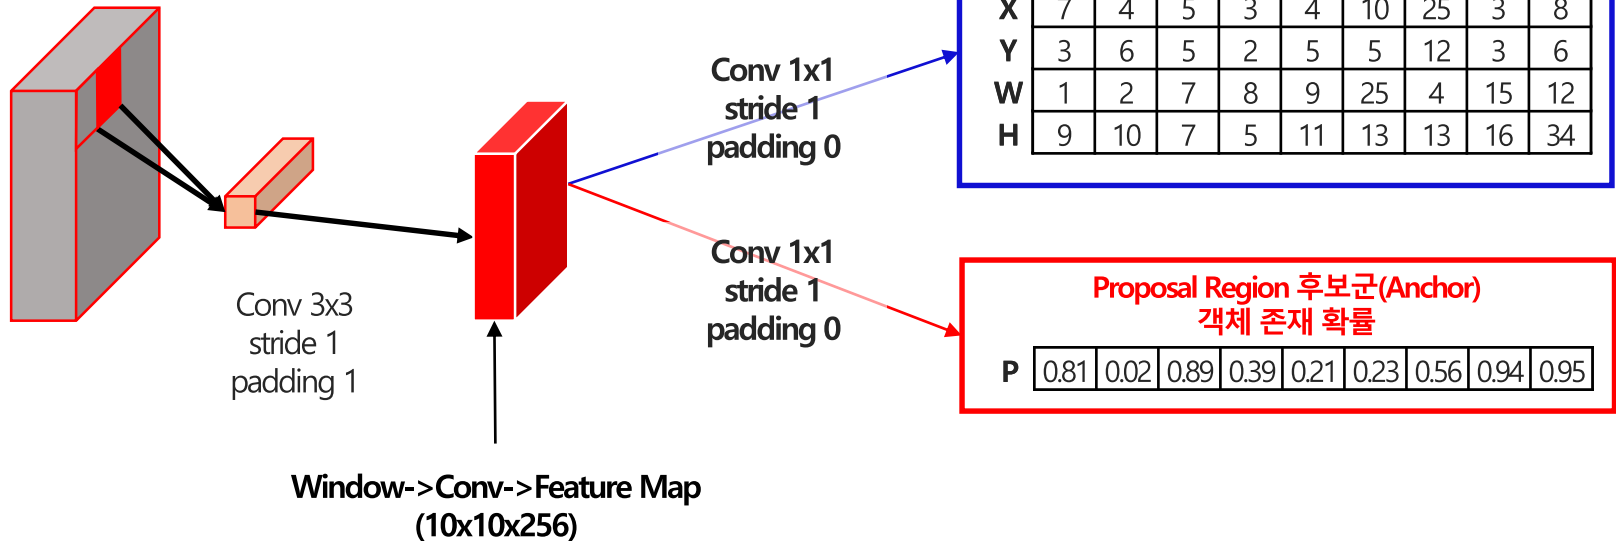 X 7 4 5 3 4 10 25 3 8
Y 3 6 5 2 5 5 12 3 6
W 1 2 7 8 9 25 4 15 12
H 9 10 7 5 11 13 13 16 34
Conv 1x1
stride 1
padding 0
Conv 1x1
stride 1
padding 0
Conv 3x3
stride 1
padding 1
Proposal Region 후보군(Anchor)
객체 존재 확률
P 0.81 0.02 0.89 0.39 0.21 0.23 0.56 0.94 0.95
Window->Conv->Feature Map
(10x10x256)